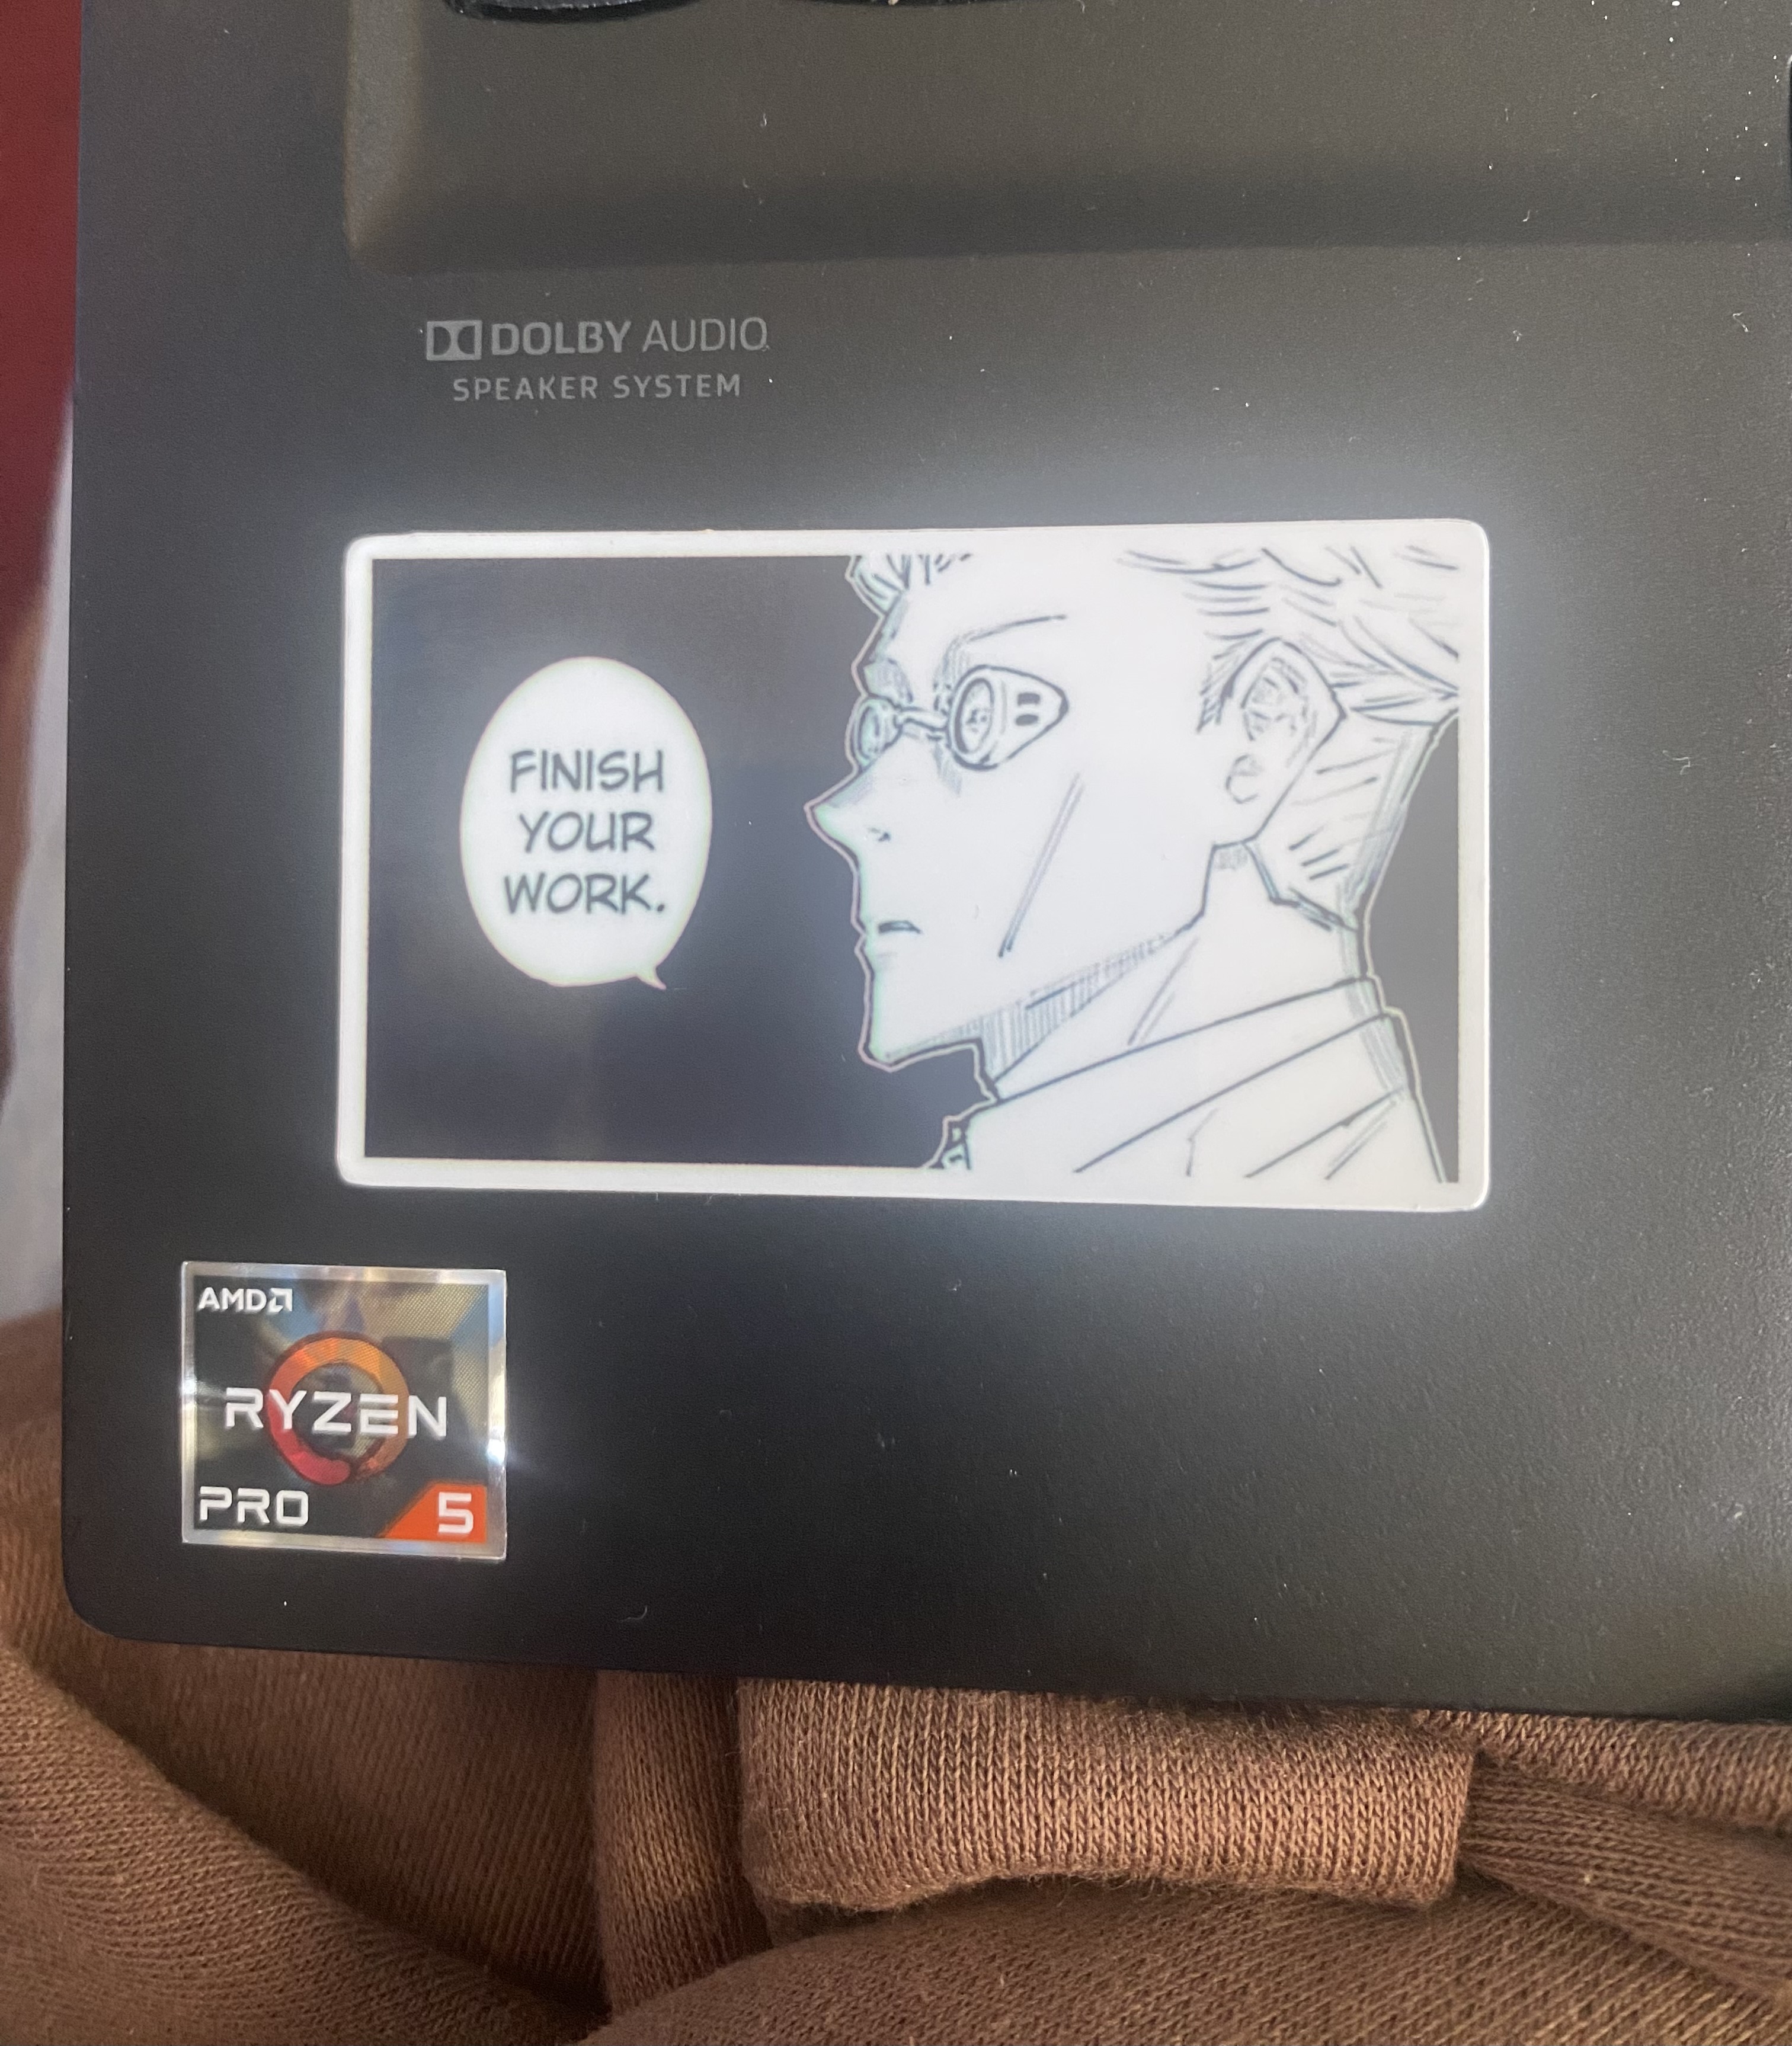 DOLBY AUDIO
SPEAKER SYSTEM
FINISH
YOUR
WORK.
AMD
RYZEN
PRO 5